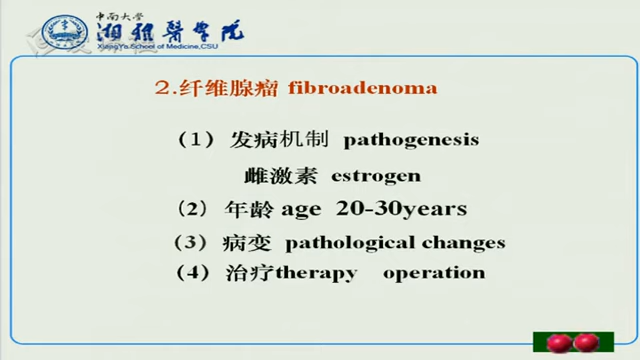 中南大学
湘雅醫学院
XiangYa School of Medicine,CSU
2.纤维腺瘤 fibroadenoma
(1) 发病机制 pathogenesis
雌激素 estrogen
(2) 年龄 age 20-30years
(3) 病变 pathological changes
(4) 治疗therapy operation